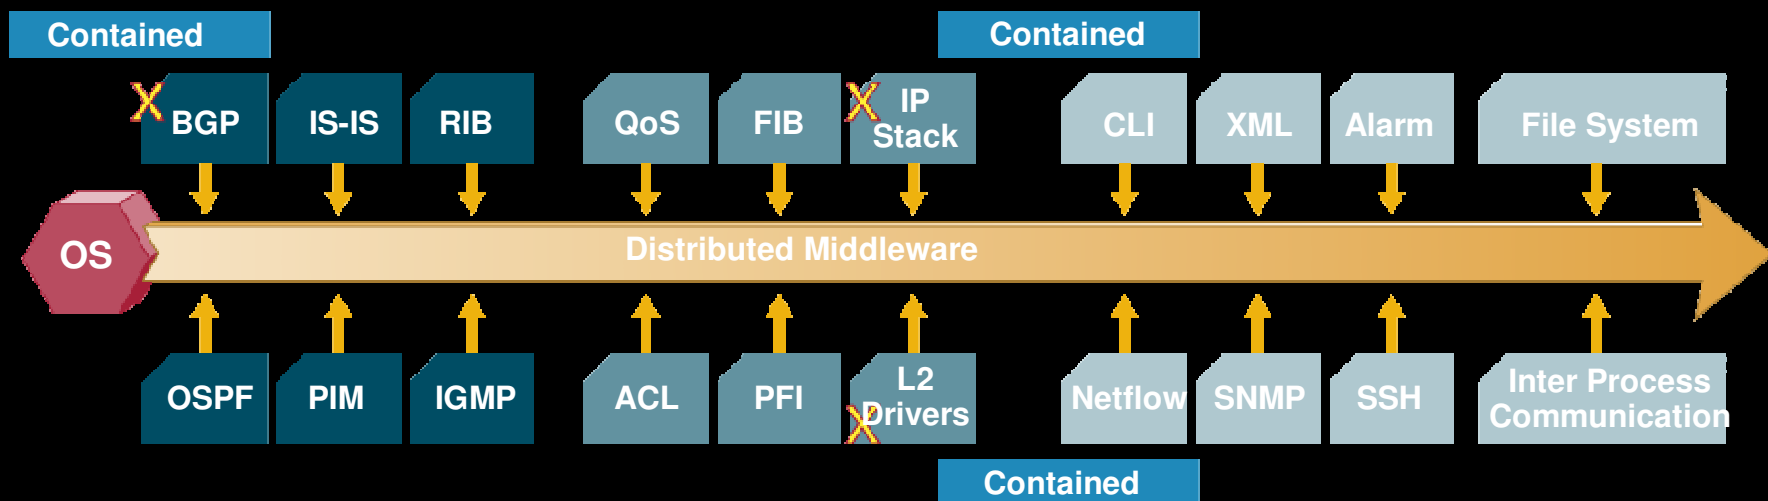 Contained
Contained
X
BGP
IS-IS
RIB
QoS
FIB
X
IP
Stack
CLI
XML
Alarm
File System
OS
Distributed Middleware
OSPF
PIM
IGMP
ACL
PFI
L2
Drivers
X
Netflow
SNMP
SSH
Inter Process
Communication
Contained